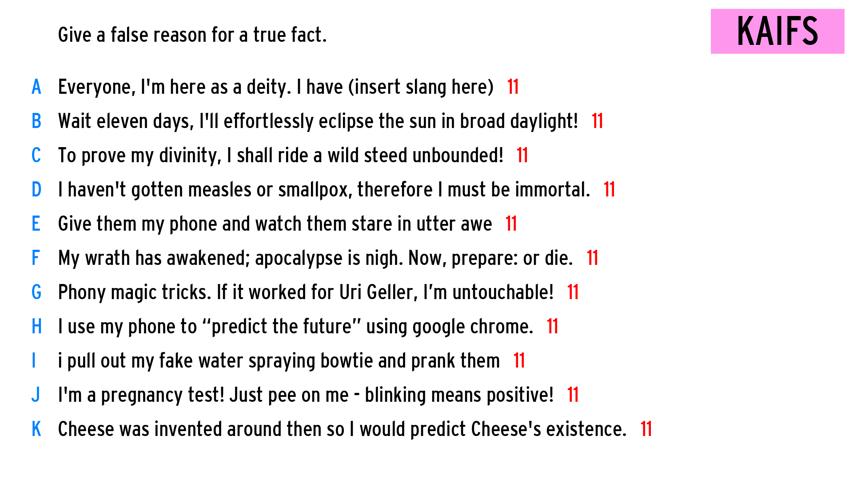 Give a false reason for a true fact.
KAIFS
A Everyone, I'm here as a deity. I have (insert slang here) 11
B Wait eleven days, I'll effortlessly eclipse the sun in broad daylight! 11
C To prove my divinity, I shall ride a wild steed unbounded! 11
D I haven't gotten measles or smallpox, therefore I must be immortal. 11
E Give them my phone and watch them stare in utter awe 11
F My wrath has awakened; apocalypse is nigh. Now, prepare: or die. 11
G Phony magic tricks. If it worked for Uri Geller, I’m untouchable! 11
H I use my phone to “predict the future” using google chrome. 11
I i pull out my fake water spraying bowtie and prank them 11
J I'm a pregnancy test! Just pee on me - blinking means positive! 11
K Cheese was invented around then so I would predict Cheese's existence. 11